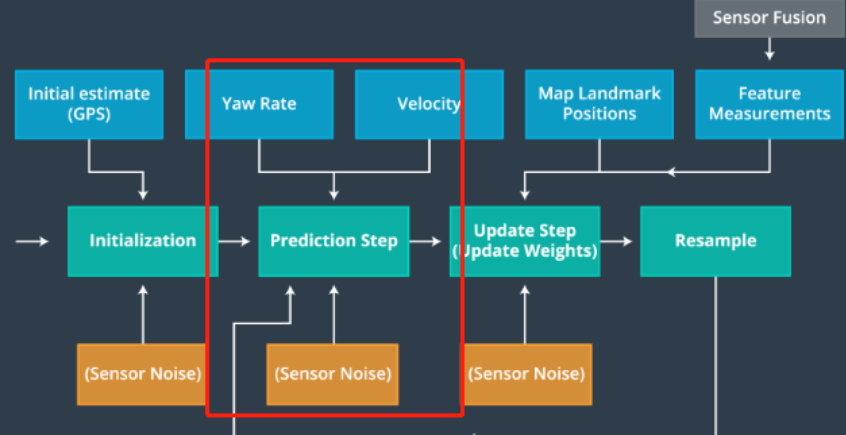 Sensor Fusion
Initial estimate
(GPS)
Yaw Rate
Velocity
Map Landmark
Positions
Feature
Measurements
Initialization
Prediction Step
Update Step
(Update Weights)
Resample
(Sensor Noise)
(Sensor Noise)
(Sensor Noise)